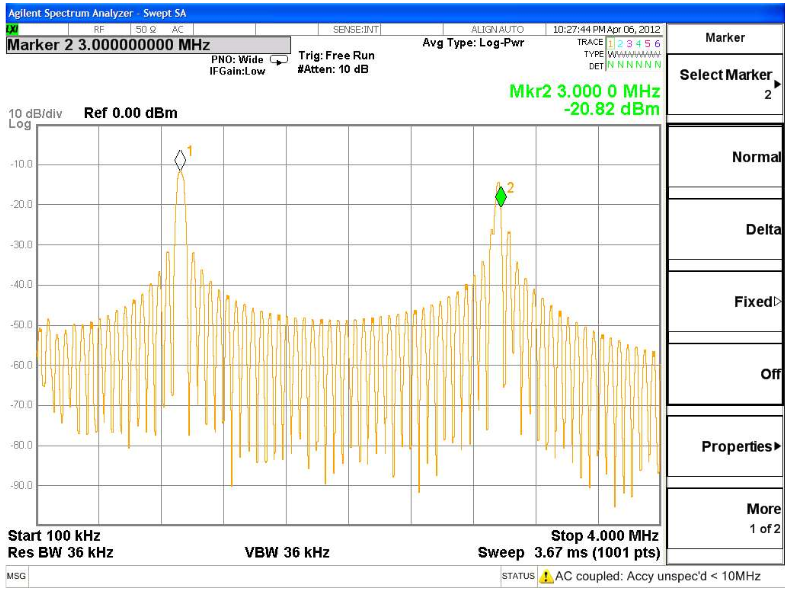 Agilent Spectrum Analyzer - Swept SA
LXI RF 50 Ω AC SENSE:INT ALIGN AUTO 10:27:44 PM Apr 06, 2012
Marker 2 3.000000000 MHz
PNO: Wide Trig: Free Run Avg Type: Log-Pwr TRACE 1 2 3 4 5 6
IFGain:Low #Atten: 10 dB TYPE WWWWWW
DET N N N N N N
Mkr2 3.000 0 MHz
-20.82 dBm
10 dB/div Ref 0.00 dBm
Log
1
2
-10.0
-20.0
-30.0
-40.0
-50.0
-60.0
-70.0
-80.0
-90.0
Start 100 kHz Stop 4.000 MHz
Res BW 36 kHz VBW 36 kHz Sweep 3.67 ms (1001 pts)
MSG STATUS AC coupled: Accy unspec'd < 10MHz
Marker
Select Marker
2
Normal
Delta
Fixed
Off
Properties
More
1 of 2